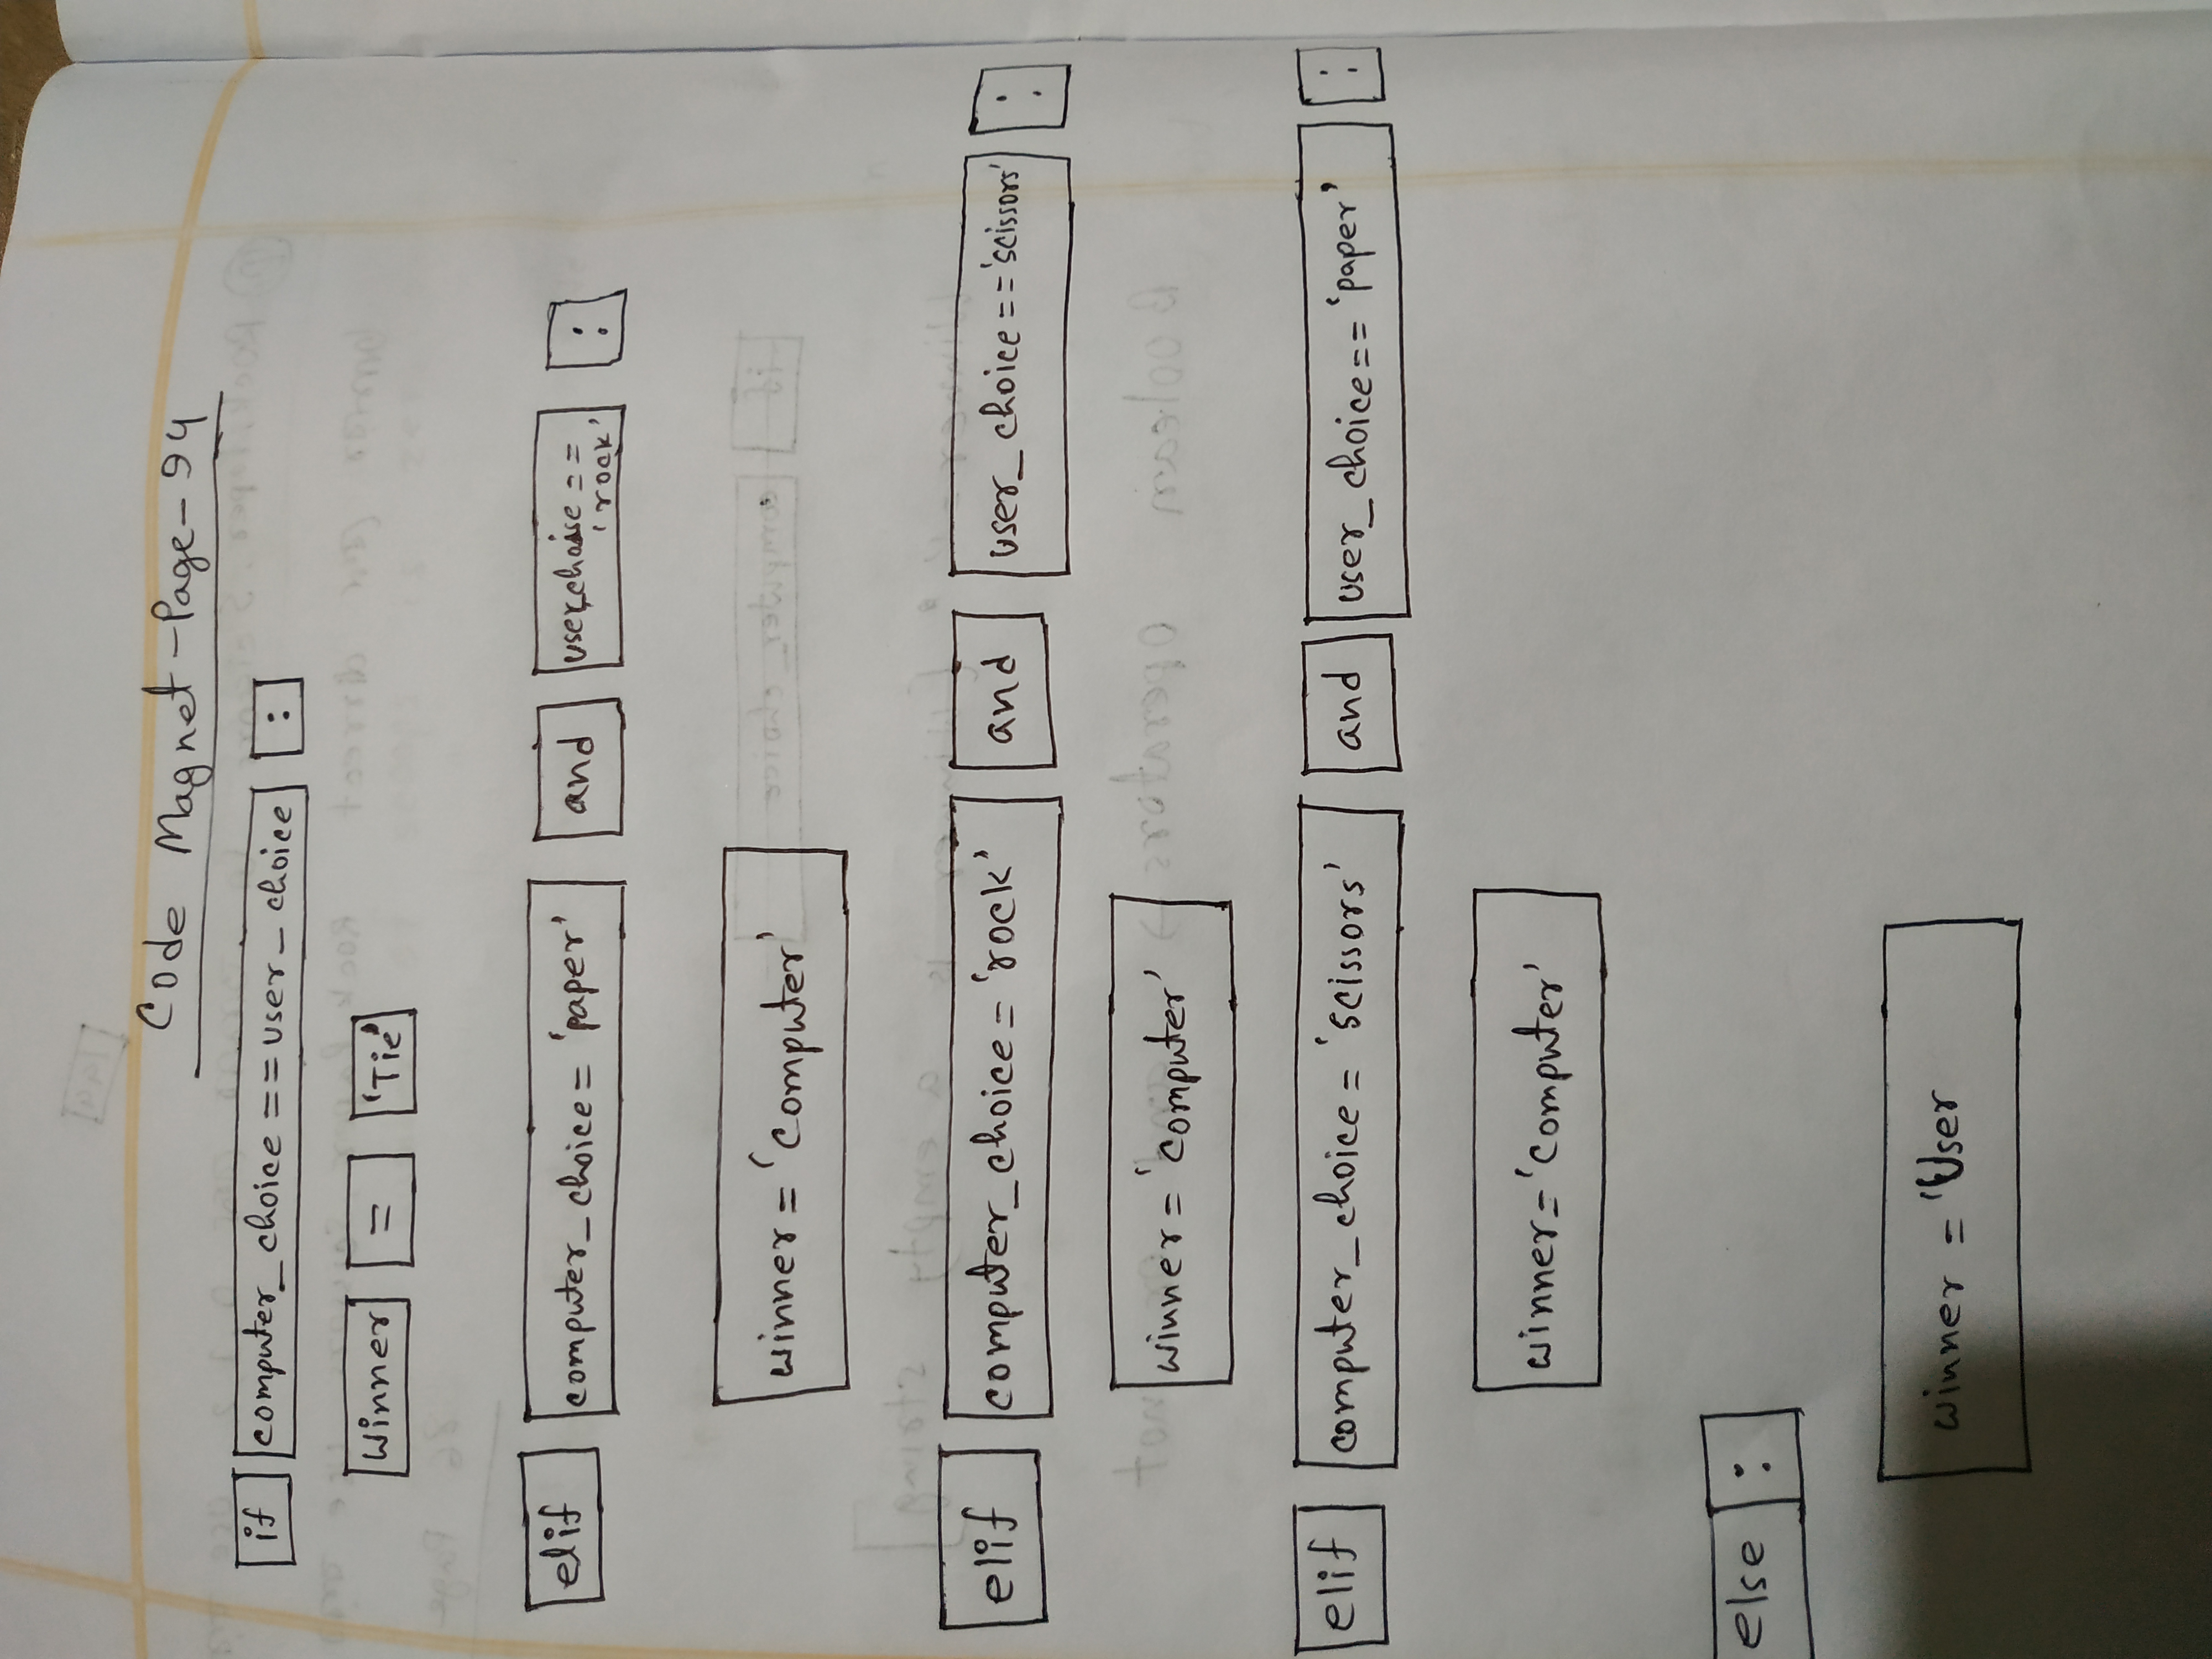 Code Magnet - Page - 94
if computer_choice == user_choice :
Winner = 'Tie'
elif computer_choice = 'paper' and user_choise == :
'rock'
winner = 'Computer'
elif computer_choice = 'rock' and user_choice == 'scissors' :
winner = 'computer'
elif computer_choice = 'scissors' and user_choice == 'paper' :
winner = 'Computer'
else :
winner = 'User